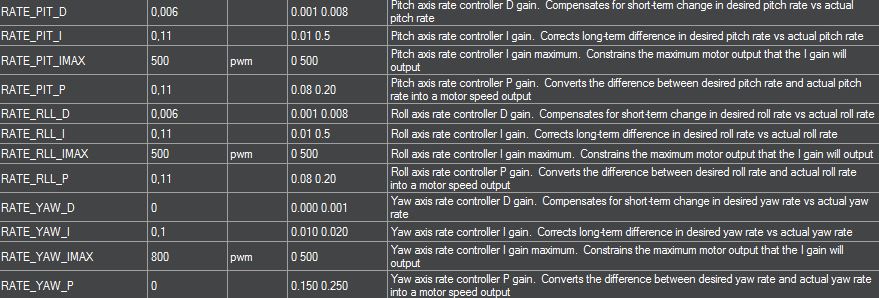 RATE_PIT_D 0,006 0.001 0.008 Pitch axis rate controller D gain. Compensates for short-term change in desired pitch rate vs actual
pitch rate
RATE_PIT_I 0,11 0.01 0.5 Pitch axis rate controller I gain. Corrects long-term difference in desired pitch rate vs actual pitch rate
RATE_PIT_IMAX 500 pwm 0 500 Pitch axis rate controller I gain maximum. Constrains the maximum motor output that the I gain will
output
RATE_PIT_P 0,11 0.08 0.20 Pitch axis rate controller P gain. Converts the difference between desired pitch rate and actual pitch
rate into a motor speed output
RATE_RLL_D 0,006 0.001 0.008 Roll axis rate controller D gain. Compensates for short-term change in desired roll rate vs actual roll rate
RATE_RLL_I 0,11 0.01 0.5 Roll axis rate controller I gain. Corrects long-term difference in desired roll rate vs actual roll rate
RATE_RLL_IMAX 500 pwm 0 500 Roll axis rate controller I gain maximum. Constrains the maximum motor output that the I gain will output
RATE_RLL_P 0,11 0.08 0.20 Roll axis rate controller P gain. Converts the difference between desired roll rate and actual roll rate
into a motor speed output
RATE_YAW_D 0 0.000 0.001 Yaw axis rate controller D gain. Compensates for short-term change in desired yaw rate vs actual yaw
rate
RATE_YAW_I 0,1 0.010 0.020 Yaw axis rate controller I gain. Corrects long-term difference in desired yaw rate vs actual yaw rate
RATE_YAW_IMAX 800 pwm 0 500 Yaw axis rate controller I gain maximum. Constrains the maximum motor output that the I gain will
output
RATE_YAW_P 0 0.150 0.250 Yaw axis rate controller P gain. Converts the difference between desired yaw rate and actual yaw rate
into a motor speed output